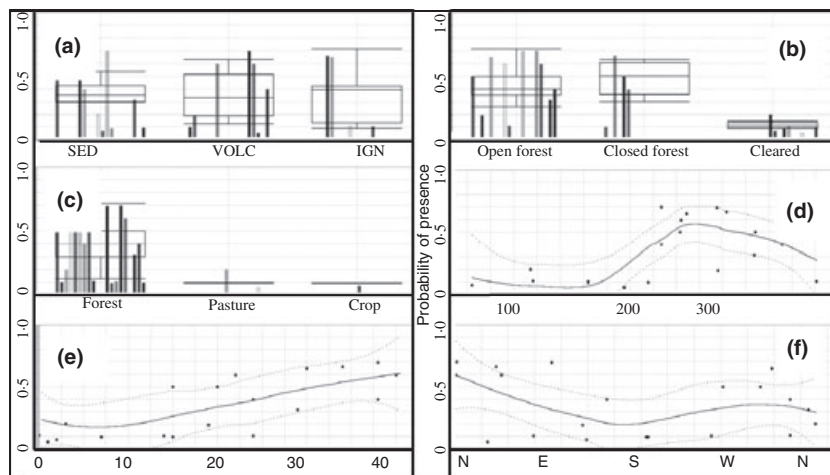 Probability of presence
(a)
1·0
0·5
0
SED VOLC IGN
(b)
1·0
0·5
0
Open forest Closed forest Cleared
(c)
1·0
0·5
0
Forest Pasture Crop
(d)
1·0
0·5
0
100 200 300
(e)
1·0
0·5
0
0 10 20 30 40
(f)
1·0
0·5
0
N E S W N